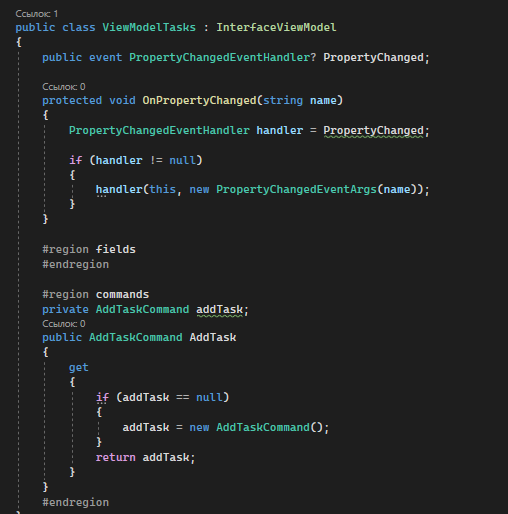 Ссылок: 1
public class ViewModelTasks : InterfaceViewModel
{
public event PropertyChangedEventHandler? PropertyChanged;
Ссылок: 0
protected void OnPropertyChanged(string name)
{
PropertyChangedEventHandler handler = PropertyChanged;
if (handler != null)
{
handler(this, new PropertyChangedEventArgs(name));
}
}
#region fields
#endregion
#region commands
private AddTaskCommand addTask;
Ссылок: 0
public AddTaskCommand AddTask
{
get
{
if (addTask == null)
{
addTask = new AddTaskCommand();
}
return addTask;
}
}
#endregion